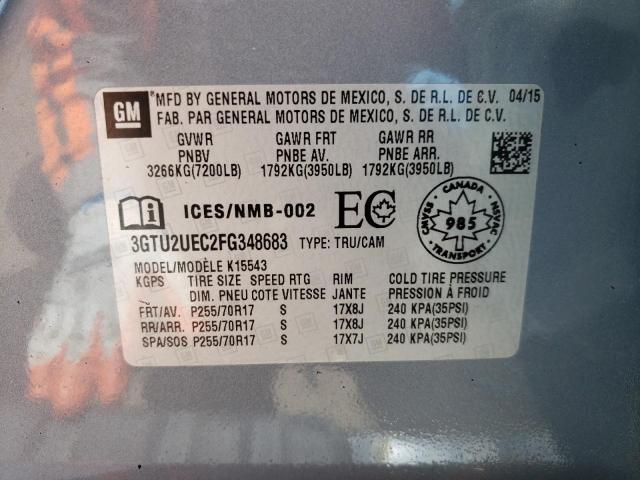 GM
*MFD BY GENERAL MOTORS DE MEXICO, S. DE R.L. DE C.V. 04/15
FAB. PAR GENERAL MOTORS DE MEXICO, S. DE R.L. DE C.V.
GVWR GAWR FRT GAWR RR
PNBV PNBE AV. PNBE ARR.
3266KG(7200LB) 1792KG(3950LB) 1792KG(3950LB)
ICES/NMB-002 EC
CANADA
CMVSS 985 NSVAC
TRANSPORT
3GTU2UEC2FG348683 TYPE: TRU/CAM
MODEL/MODÈLE K15543
KGPS TIRE SIZE SPEED RTG RIM COLD TIRE PRESSURE
DIM. PNEU COTE VITESSE JANTE PRESSION À FROID
FRT/AV. P255/70R17 S 17X8J 240 KPA(35PSI)
RR/ARR. P255/70R17 S 17X8J 240 KPA(35PSI)
SPA/SOS P255/70R17 S 17X7J 240 KPA(35PSI)